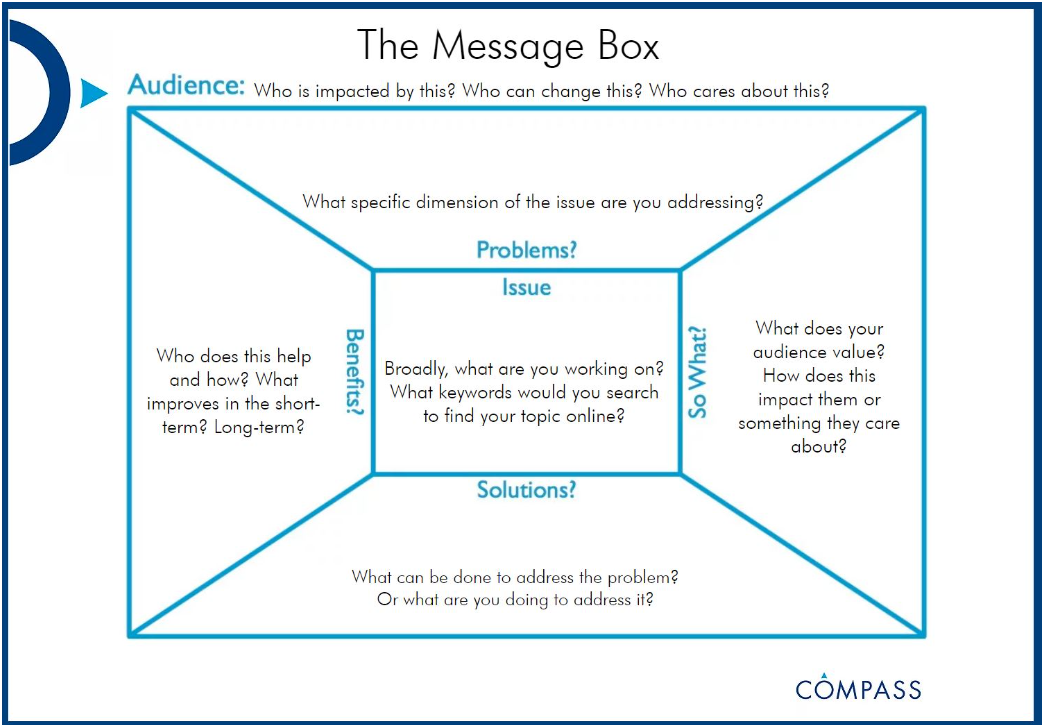 The Message Box
Audience: Who is impacted by this? Who can change this? Who cares about this?
What specific dimension of the issue are you addressing?
Problems?
Issue
Broadly, what are you working on?
What keywords would you search
to find your topic online?
Benefits?
Who does this help
and how? What
improves in the short-
term? Long-term?
So What?
What does your
audience value?
How does this
impact them or
something they care
about?
Solutions?
What can be done to address the problem?
Or what are you doing to address it?
COMPASS